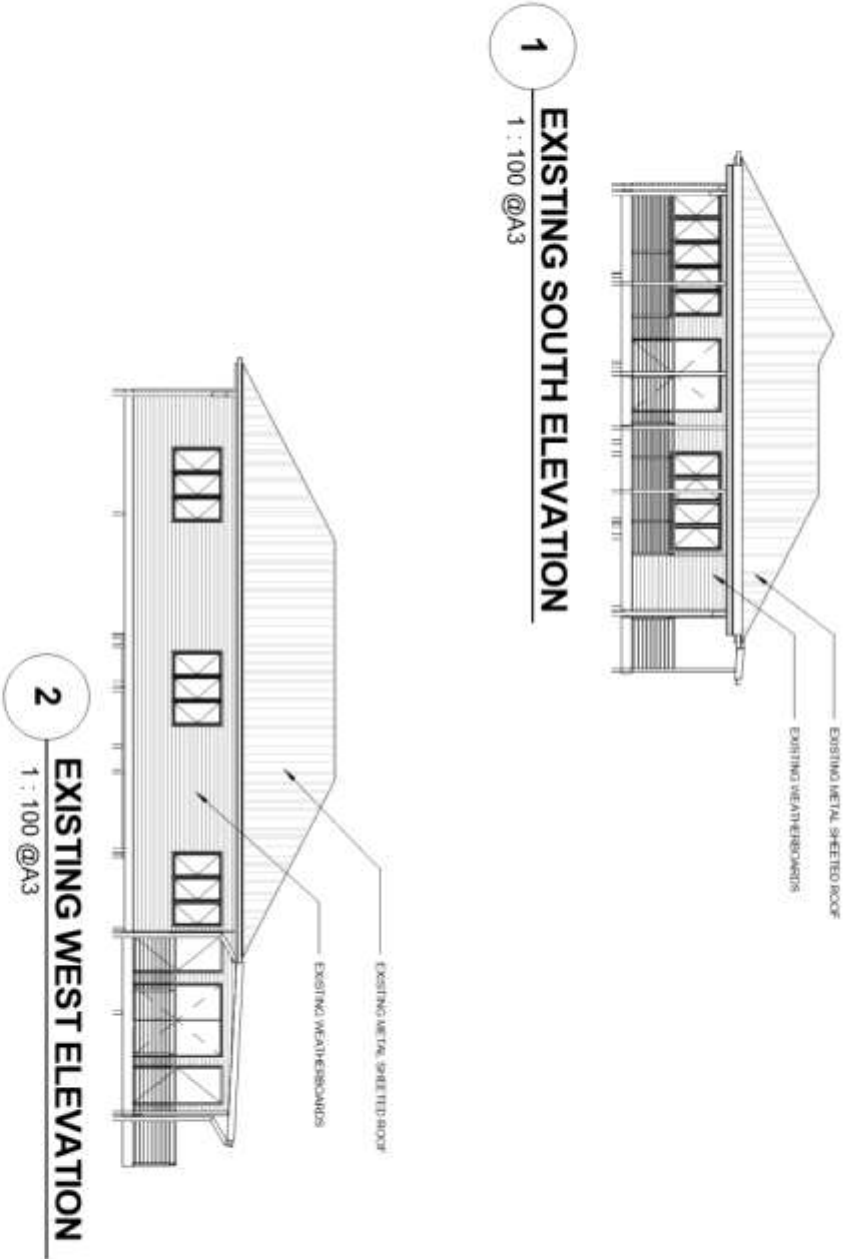 1
EXISTING SOUTH ELEVATION
1 : 100 @A3
EXISTING METAL SHEETED ROOF
EXISTING WEATHERBOARDS
2
EXISTING WEST ELEVATION
1 : 100 @A3
EXISTING METAL SHEETED ROOF
EXISTING WEATHERBOARDS